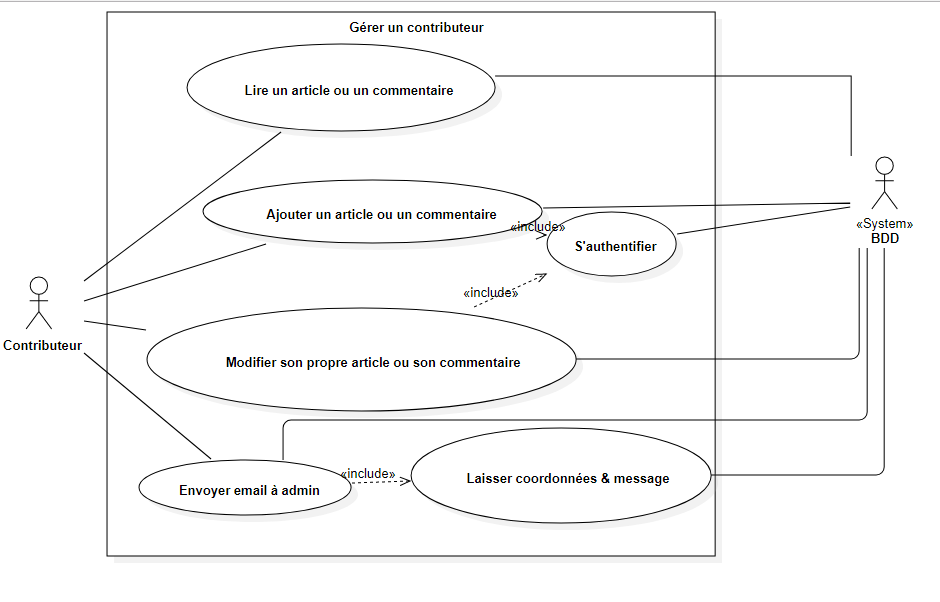 Gérer un contributeur
Lire un article ou un commentaire
Ajouter un article ou un commentaire
«include»
S'authentifier
«System»
BDD
«include»
Contributeur
Modifier son propre article ou son commentaire
«include»
Laisser coordonnées & message
Envoyer email à admin